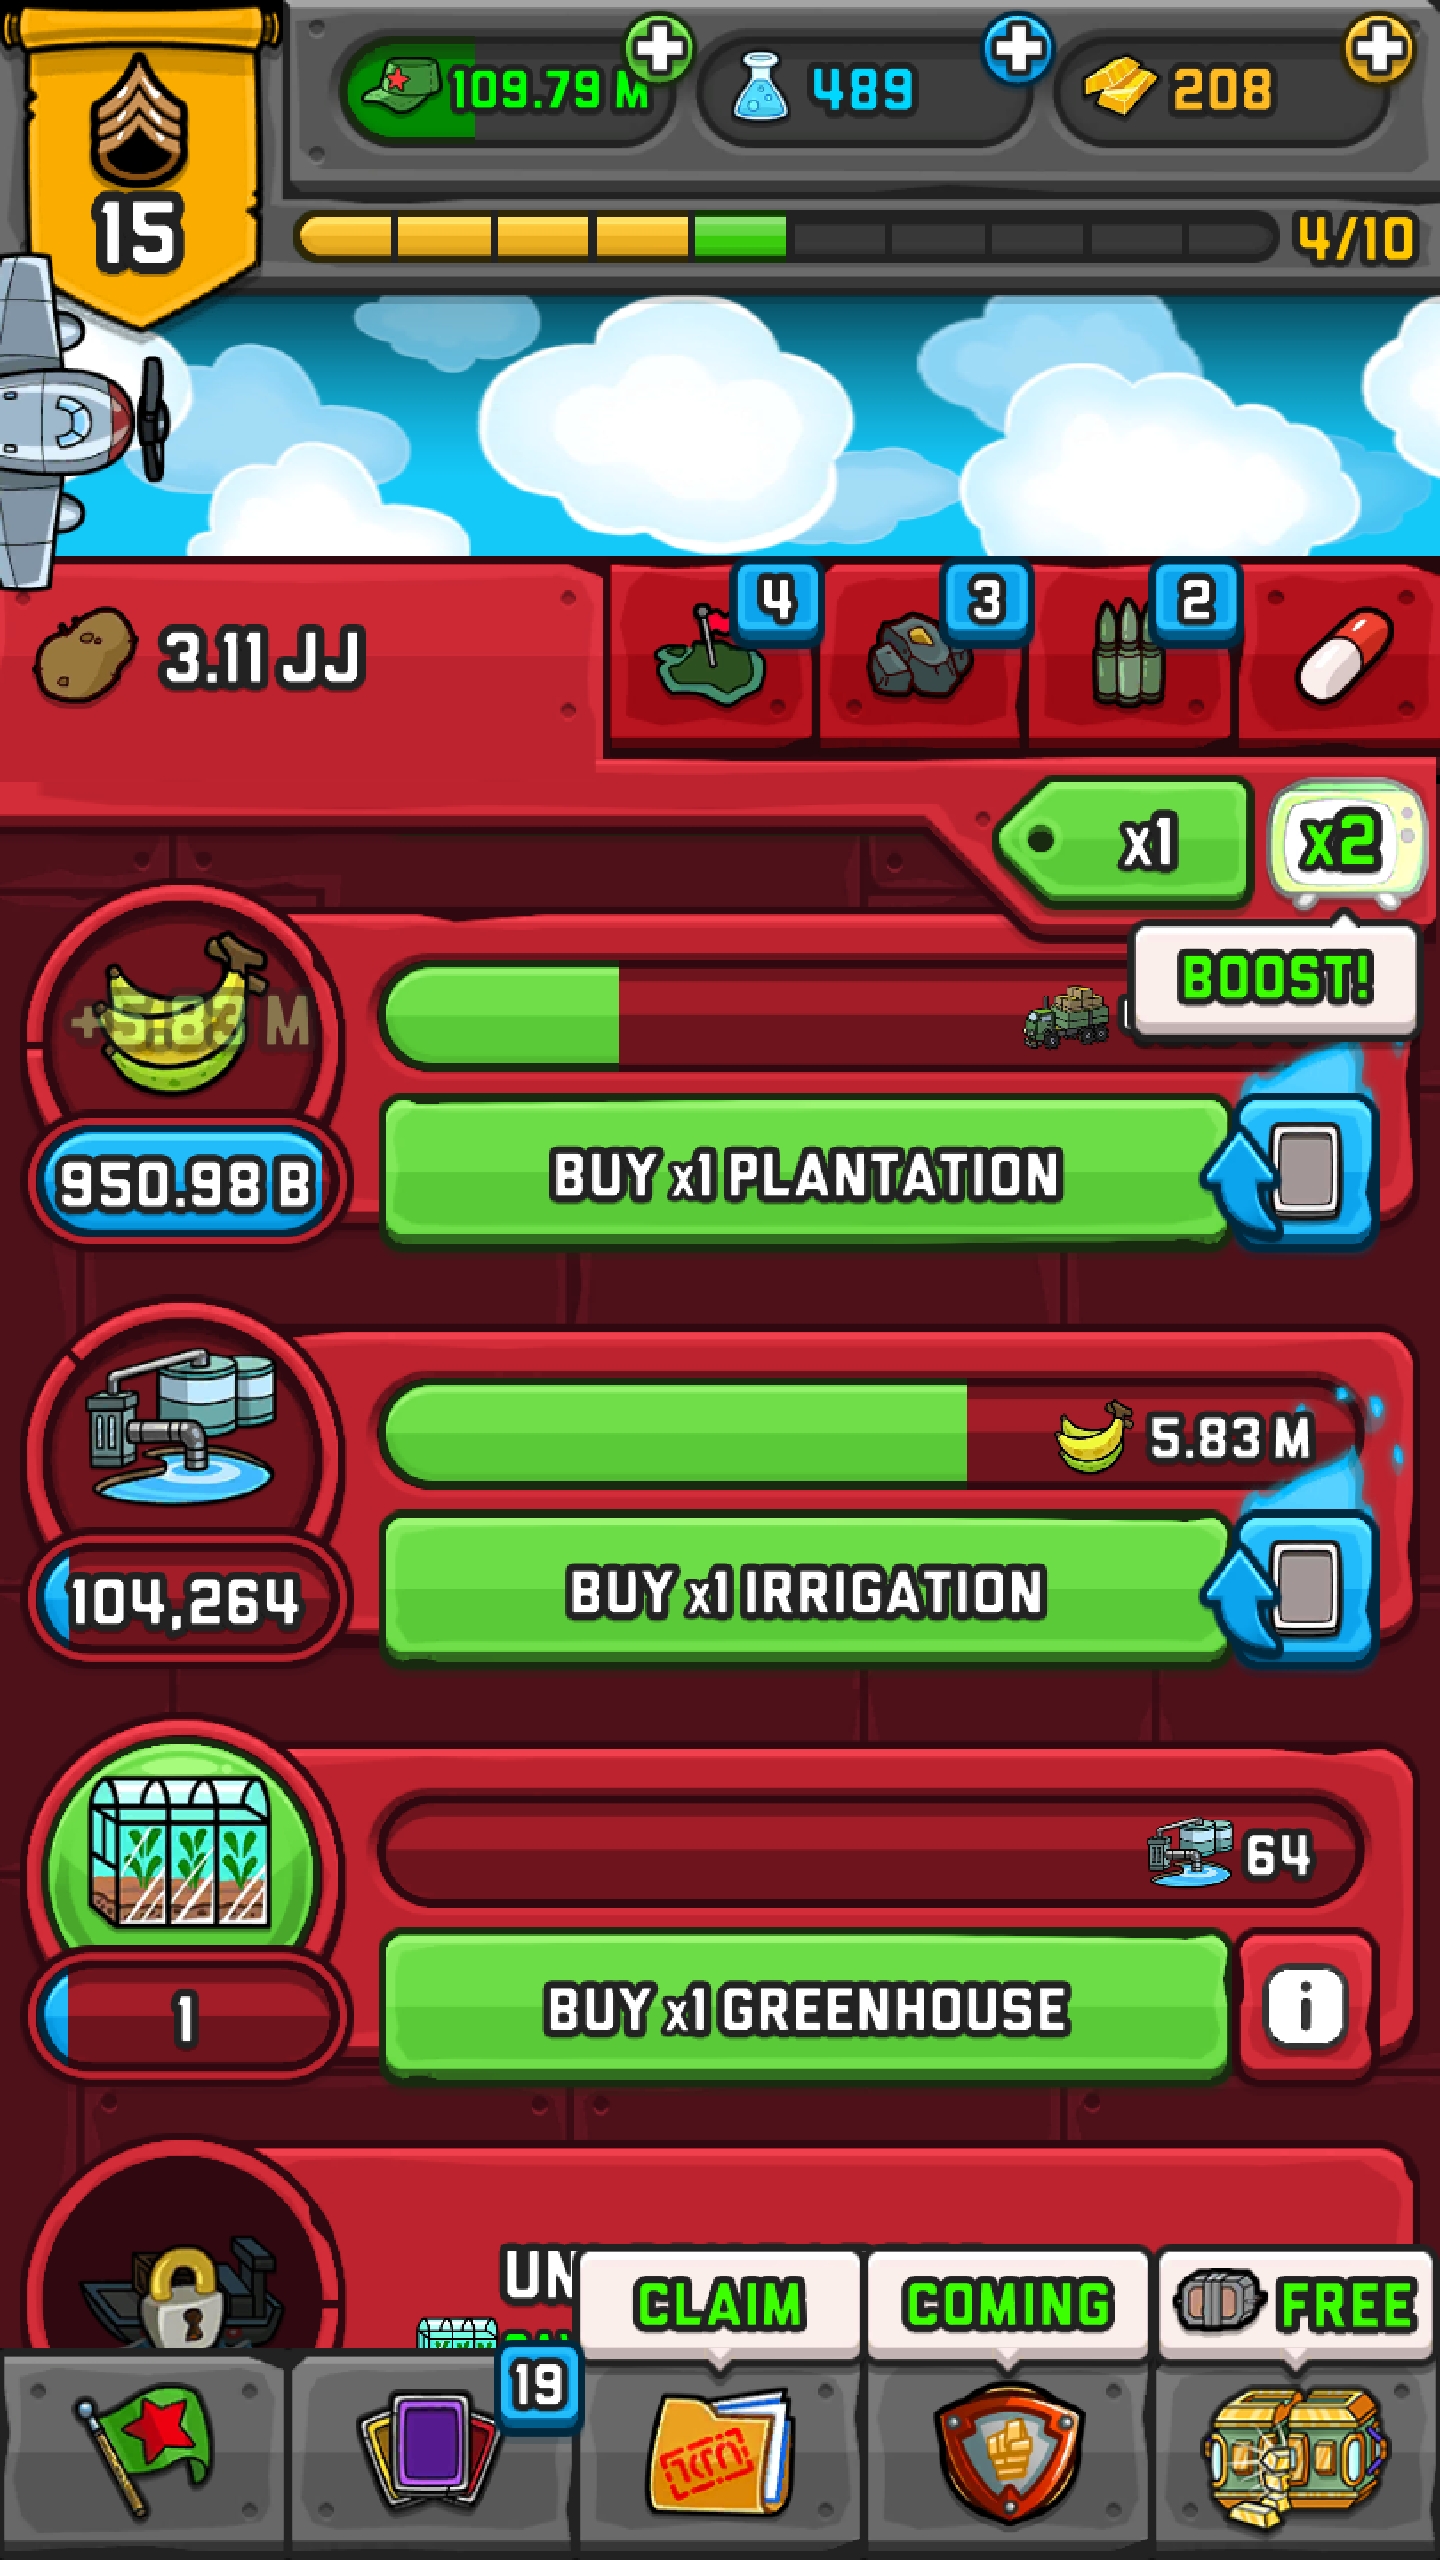 109.79 M
489
208
15
4/10
3.11 JJ
4
3
2
x1
x2
BOOST!
+5.83 M
950.98 B
BUY x1 PLANTATION
5.83 M
104,264
BUY x1 IRRIGATION
64
1
BUY x1 GREENHOUSE
i
CLAIM
COMING
FREE
19